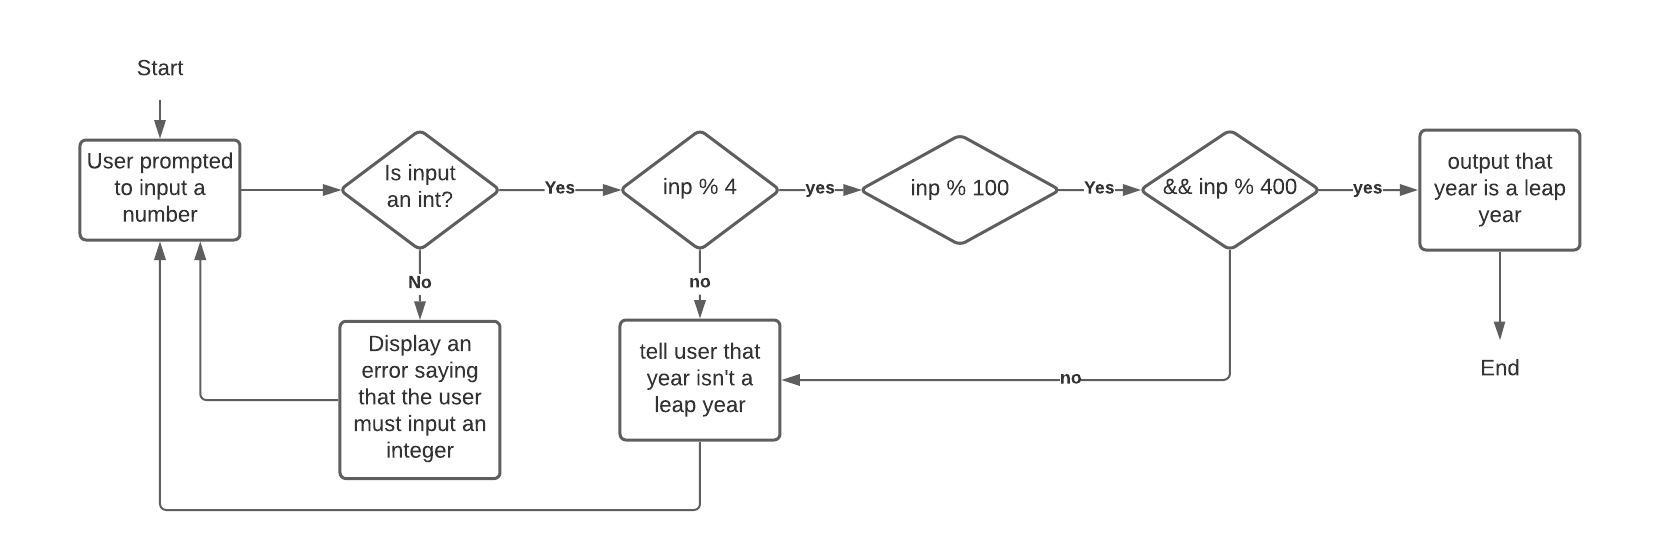 Start
User prompted
to input a
number
Is input
an int?
Yes
inp % 4
yes
inp % 100
Yes
&& inp % 400
yes
output that
year is a leap
year
No
no
Display an
error saying
that the user
must input an
integer
tell user that
year isn't a
leap year
no
End